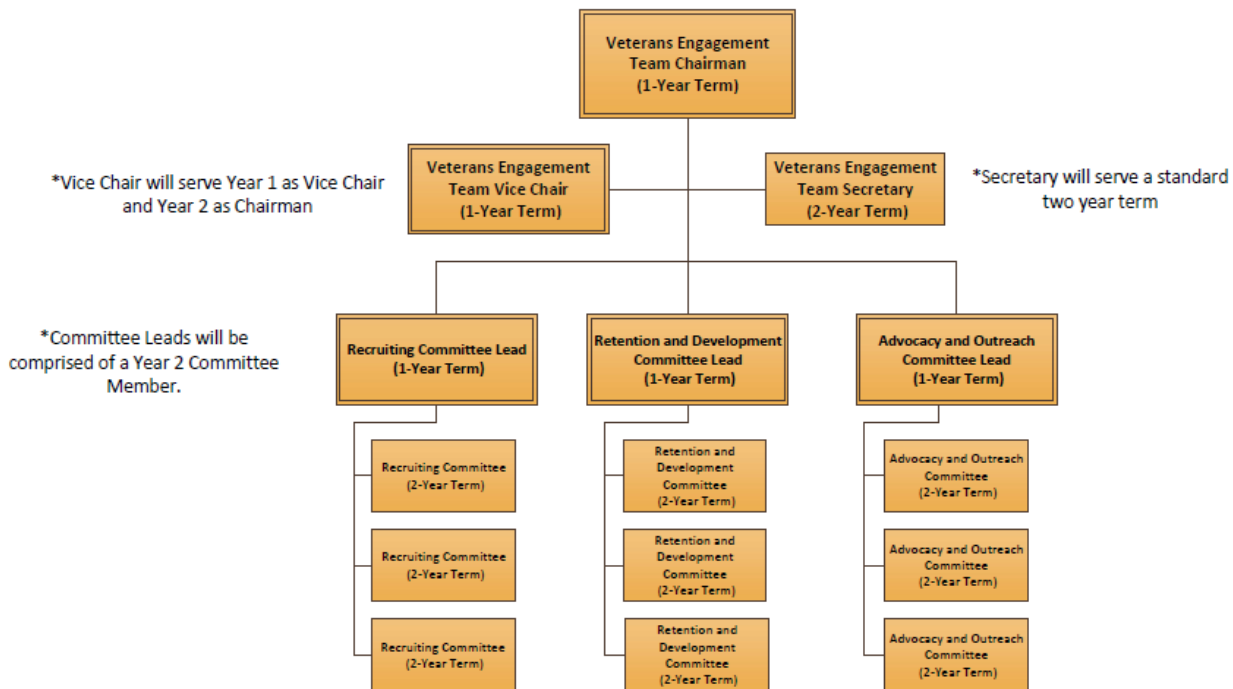 Veterans Engagement
Team Chairman
(1-Year Term)
*Vice Chair will serve Year 1 as Vice Chair
and Year 2 as Chairman
Veterans Engagement
Team Vice Chair
(1-Year Term)
Veterans Engagement
Team Secretary
(2-Year Term)
*Secretary will serve a standard
two year term
*Committee Leads will be
comprised of a Year 2 Committee
Member.
Recruiting Committee Lead
(1-Year Term)
Retention and Development
Committee Lead
(1-Year Term)
Advocacy and Outreach
Committee Lead
(1-Year Term)
Recruiting Committee
(2-Year Term)
Retention and
Development
Committee
(2-Year Term)
Advocacy and Outreach
Committee
(2-Year Term)
Recruiting Committee
(2-Year Term)
Retention and
Development
Committee
(2-Year Term)
Advocacy and Outreach
Committee
(2-Year Term)
Recruiting Committee
(2-Year Term)
Retention and
Development
Committee
(2-Year Term)
Advocacy and Outreach
Committee
(2-Year Term)